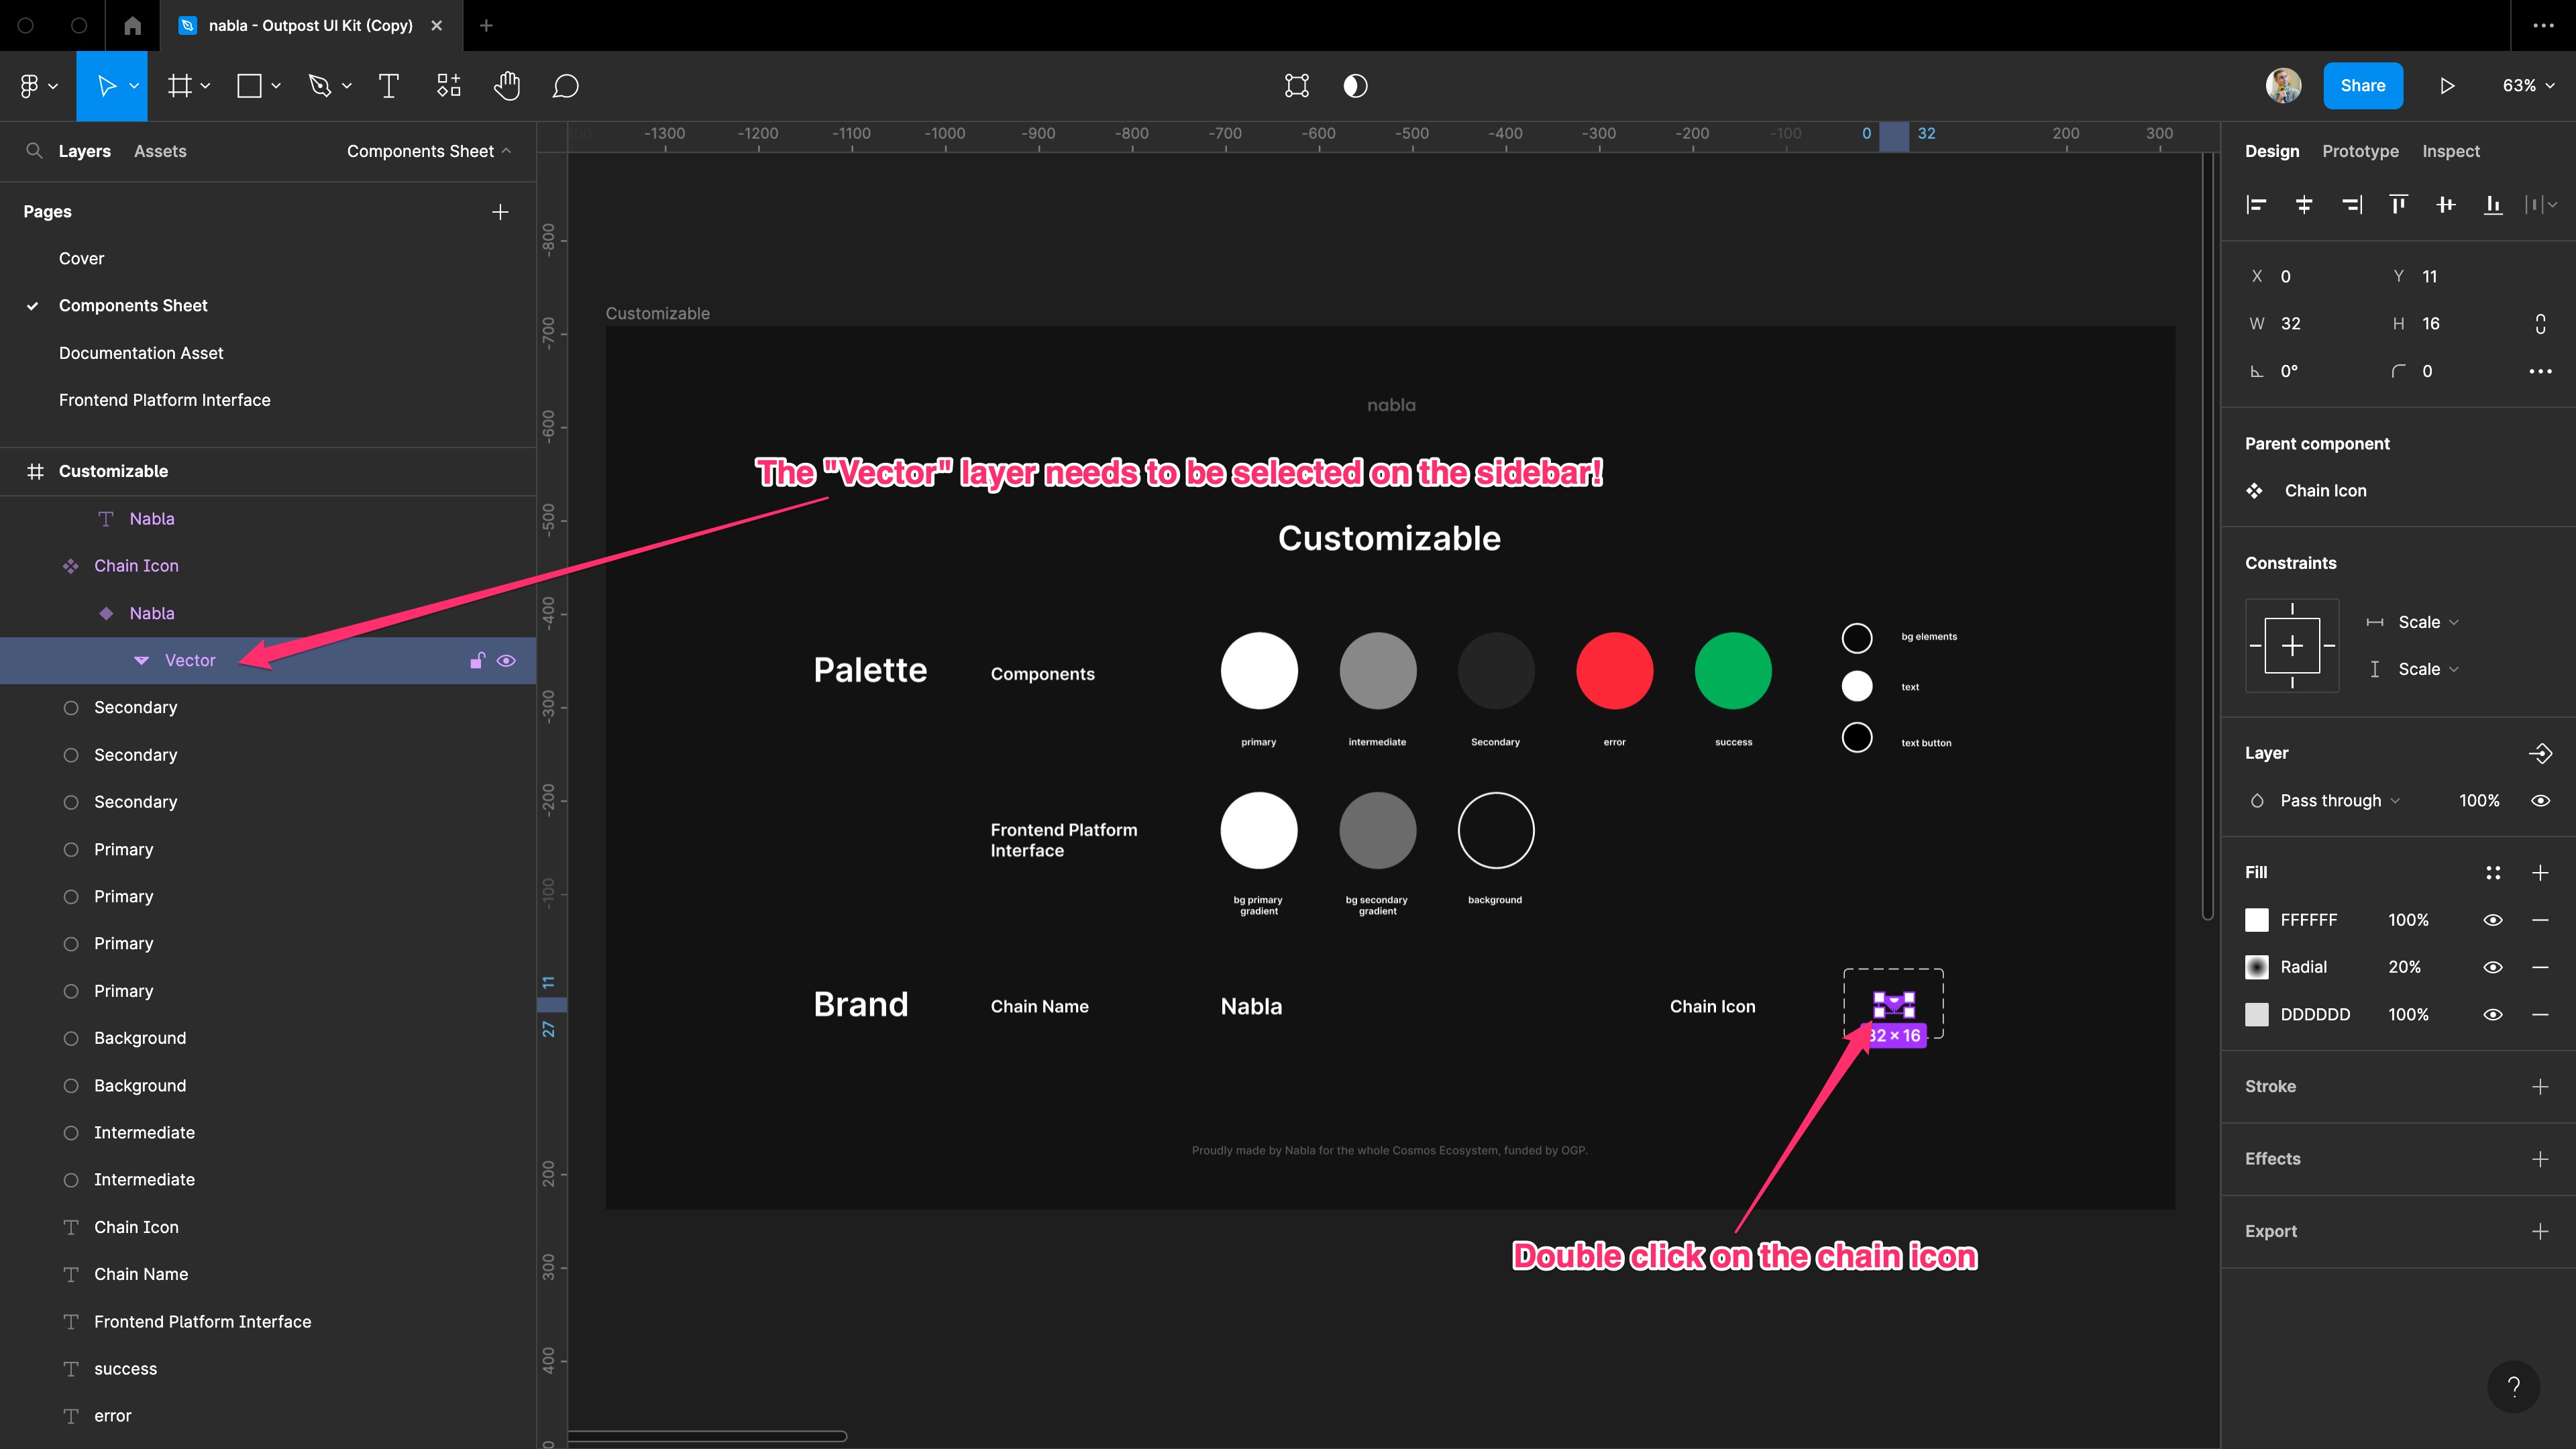 nabla - Outpost UI Kit (Copy)
Share
63%
Layers
Assets
Components Sheet
Pages
Cover
Components Sheet
Documentation Asset
Frontend Platform Interface
Customizable
Nabla
Chain Icon
Nabla
Vector
Secondary
Secondary
Secondary
Primary
Primary
Primary
Primary
Background
Background
Intermediate
Intermediate
Chain Icon
Chain Name
Frontend Platform Interface
success
error
-1300 -1200 -1100 -1000 -900 -800 -700 -600 -500 -400 -300 -200 -100 0 32 200 300
-800
-700
-600
-500
-400
-300
-200
-100
11
27
200
300
400
Customizable
nabla
The "Vector" layer needs to be selected on the sidebar!
Customizable
Palette
Components
primary
intermediate
Secondary
error
success
bg elements
text
text button
Frontend Platform
Interface
bg primary
gradient
bg secondary
gradient
background
Brand
Chain Name
Nabla
Chain Icon
32 × 16
Proudly made by Nabla for the whole Cosmos Ecosystem, funded by OGP.
Double click on the chain icon
Design
Prototype
Inspect
X 0
Y 11
W 32
H 16
0°
0
Parent component
Chain Icon
Constraints
Scale
Scale
Layer
Pass through
100%
Fill
FFFFFF 100%
Radial 20%
DDDDDD 100%
Stroke
Effects
Export
?